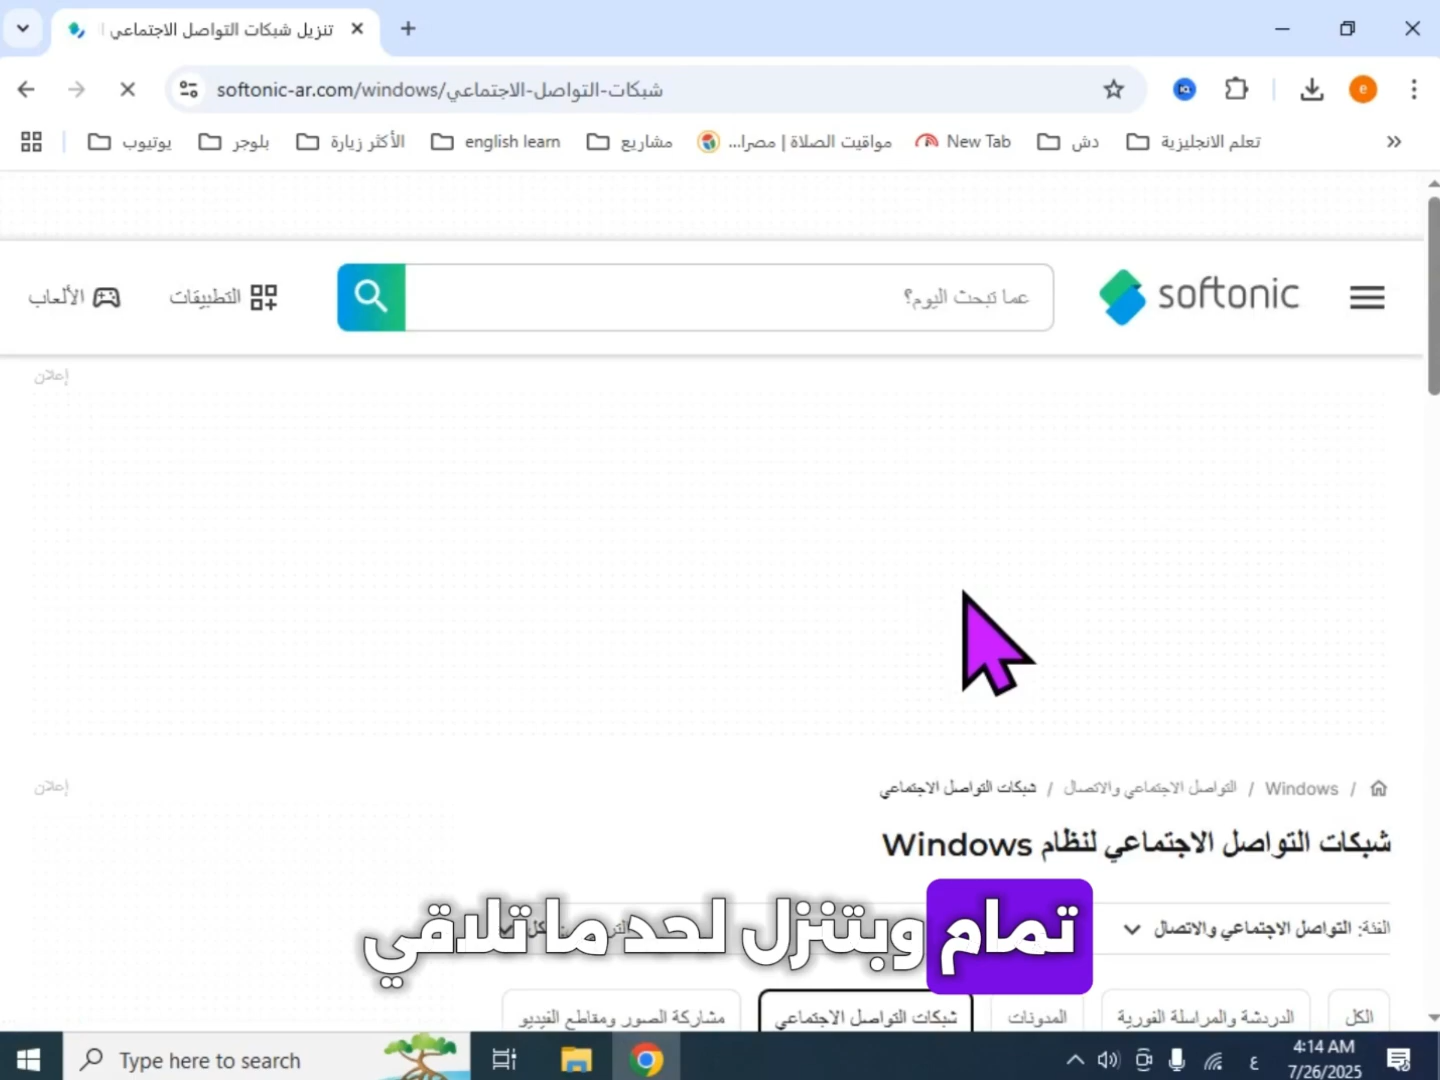 تنزيل شبكات التواصل الاجتماعي
softonic-ar.com/windows/شبكات-التواصل-الاجتماعي
e
يوتيوب
بلوجر
الأكثر زيارة
english learn
مشاريع
مواقيت الصلاة | مصرا...
New Tab
دش
تعلم الانجليزية
softonic
عما تبحث اليوم؟
التطبيقات
الألعاب
إعلان
Windows / التواصل الاجتماعي والاتصال / شبكات التواصل الاجتماعي
إعلان
شبكات التواصل الاجتماعي لنظام Windows
الفئة: التواصل الاجتماعي والاتصال
تمام وبتنزل لحد ما تلاقي
الكل
الدردشة والمراسلة الفورية
المدونات
شبكات التواصل الاجتماعي
مشاركة الصور ومقاطع الفيديو
Type here to search
ع
4:14 AM
7/26/2025